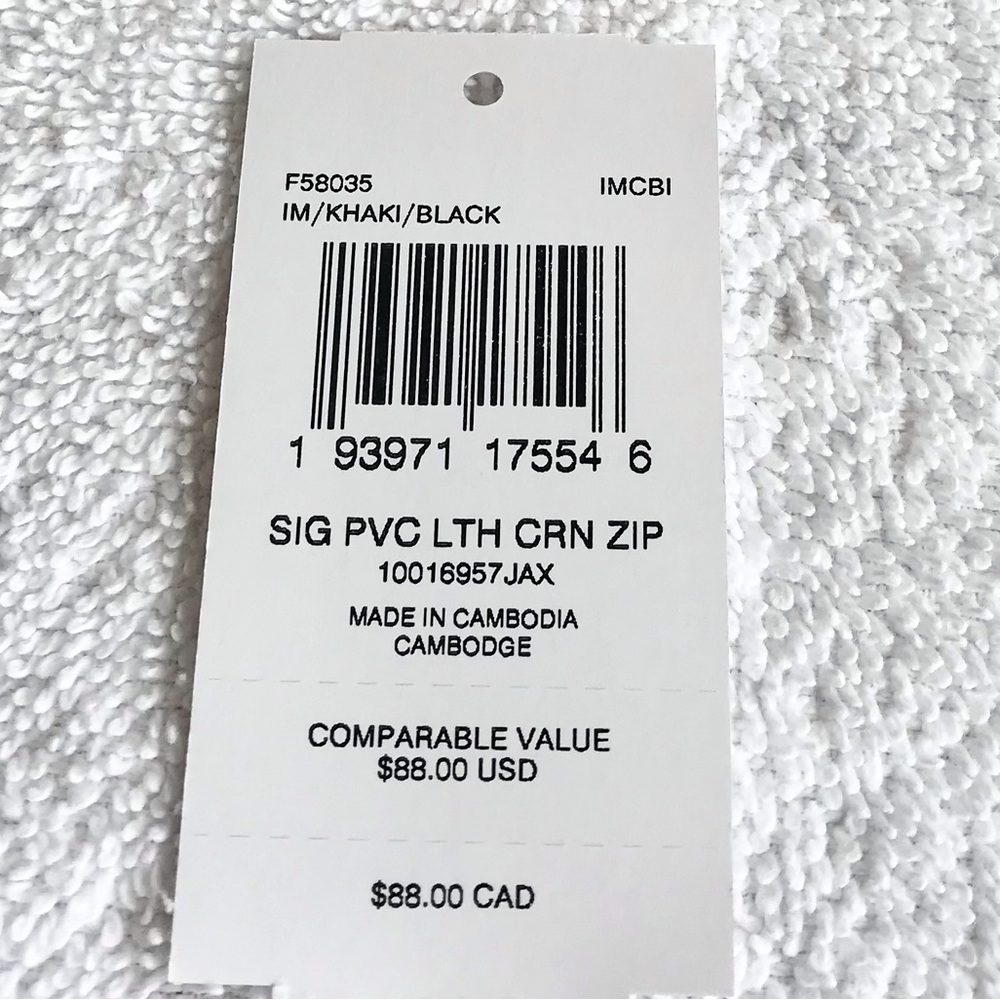 F58035 IMCBI
IM/KHAKI/BLACK
1 93971 17554 6
SIG PVC LTH CRN ZIP
10016957JAX
MADE IN CAMBODIA
CAMBODGE
COMPARABLE VALUE
$88.00 USD
$88.00 CAD